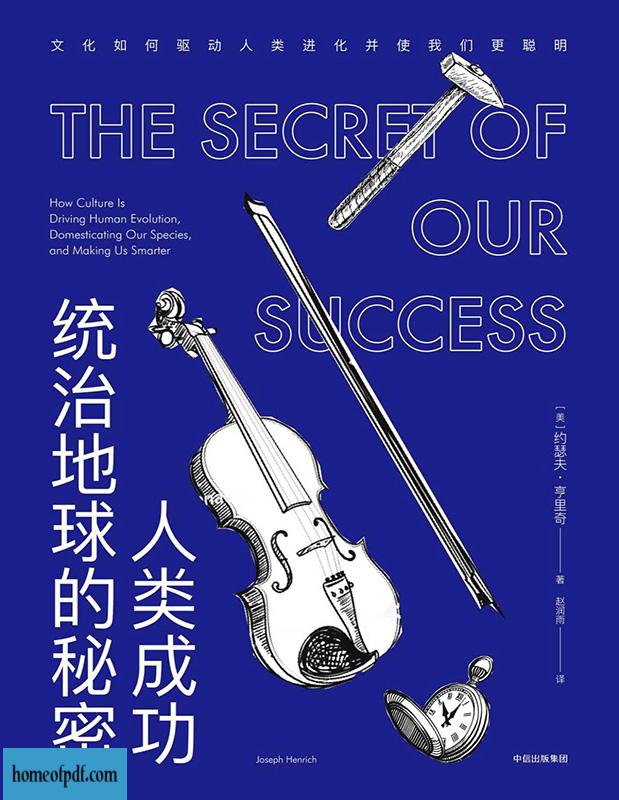 文化如何驱动人类进化并使我们更聪明
THE SECRET OF
OUR
SUCCESS
How Culture Is
Driving Human Evolution,
Domesticating Our Species,
and Making Us Smarter
人类成功
统治地球的秘密
[美]约瑟夫·亨里奇——著 赵润雨——译
Joseph Henrich
中信出版集团
homeofpdf.com